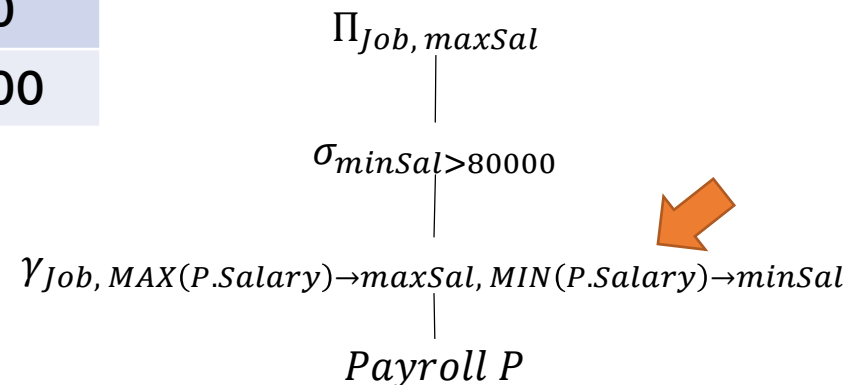 0
00
Π_{Job, maxSal}
σ_{minSal>80000}
γ_{Job, MAX(P.Salary)→maxSal, MIN(P.Salary)→minSal}
Payroll P